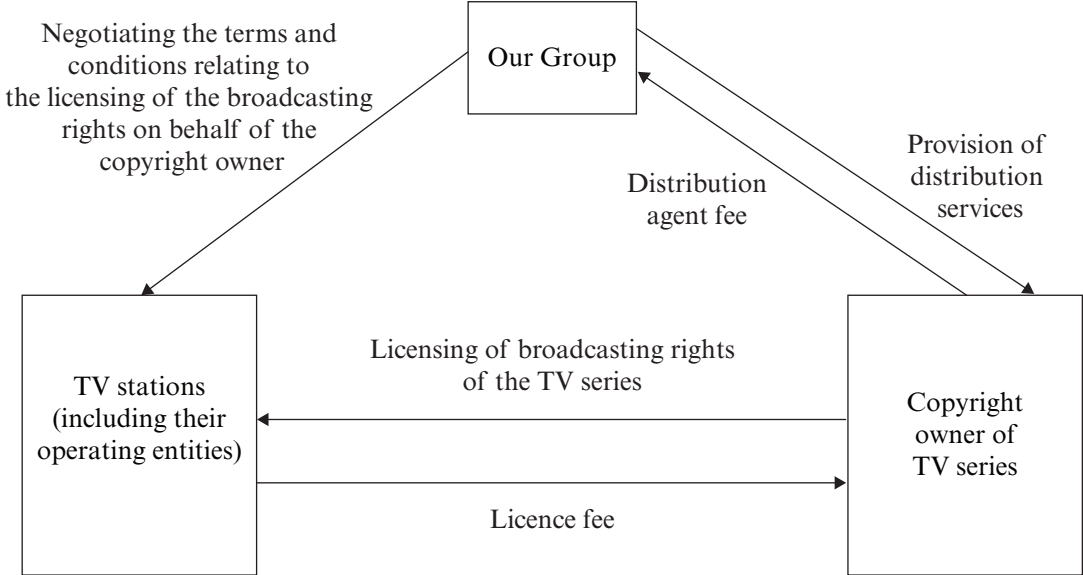 Negotiating the terms and
conditions relating to
the licensing of the broadcasting
rights on behalf of the
copyright owner
Our Group
Provision of
distribution
services
Distribution
agent fee
Licensing of broadcasting rights
of the TV series
TV stations
(including their
operating entities)
Copyright
owner of
TV series
Licence fee